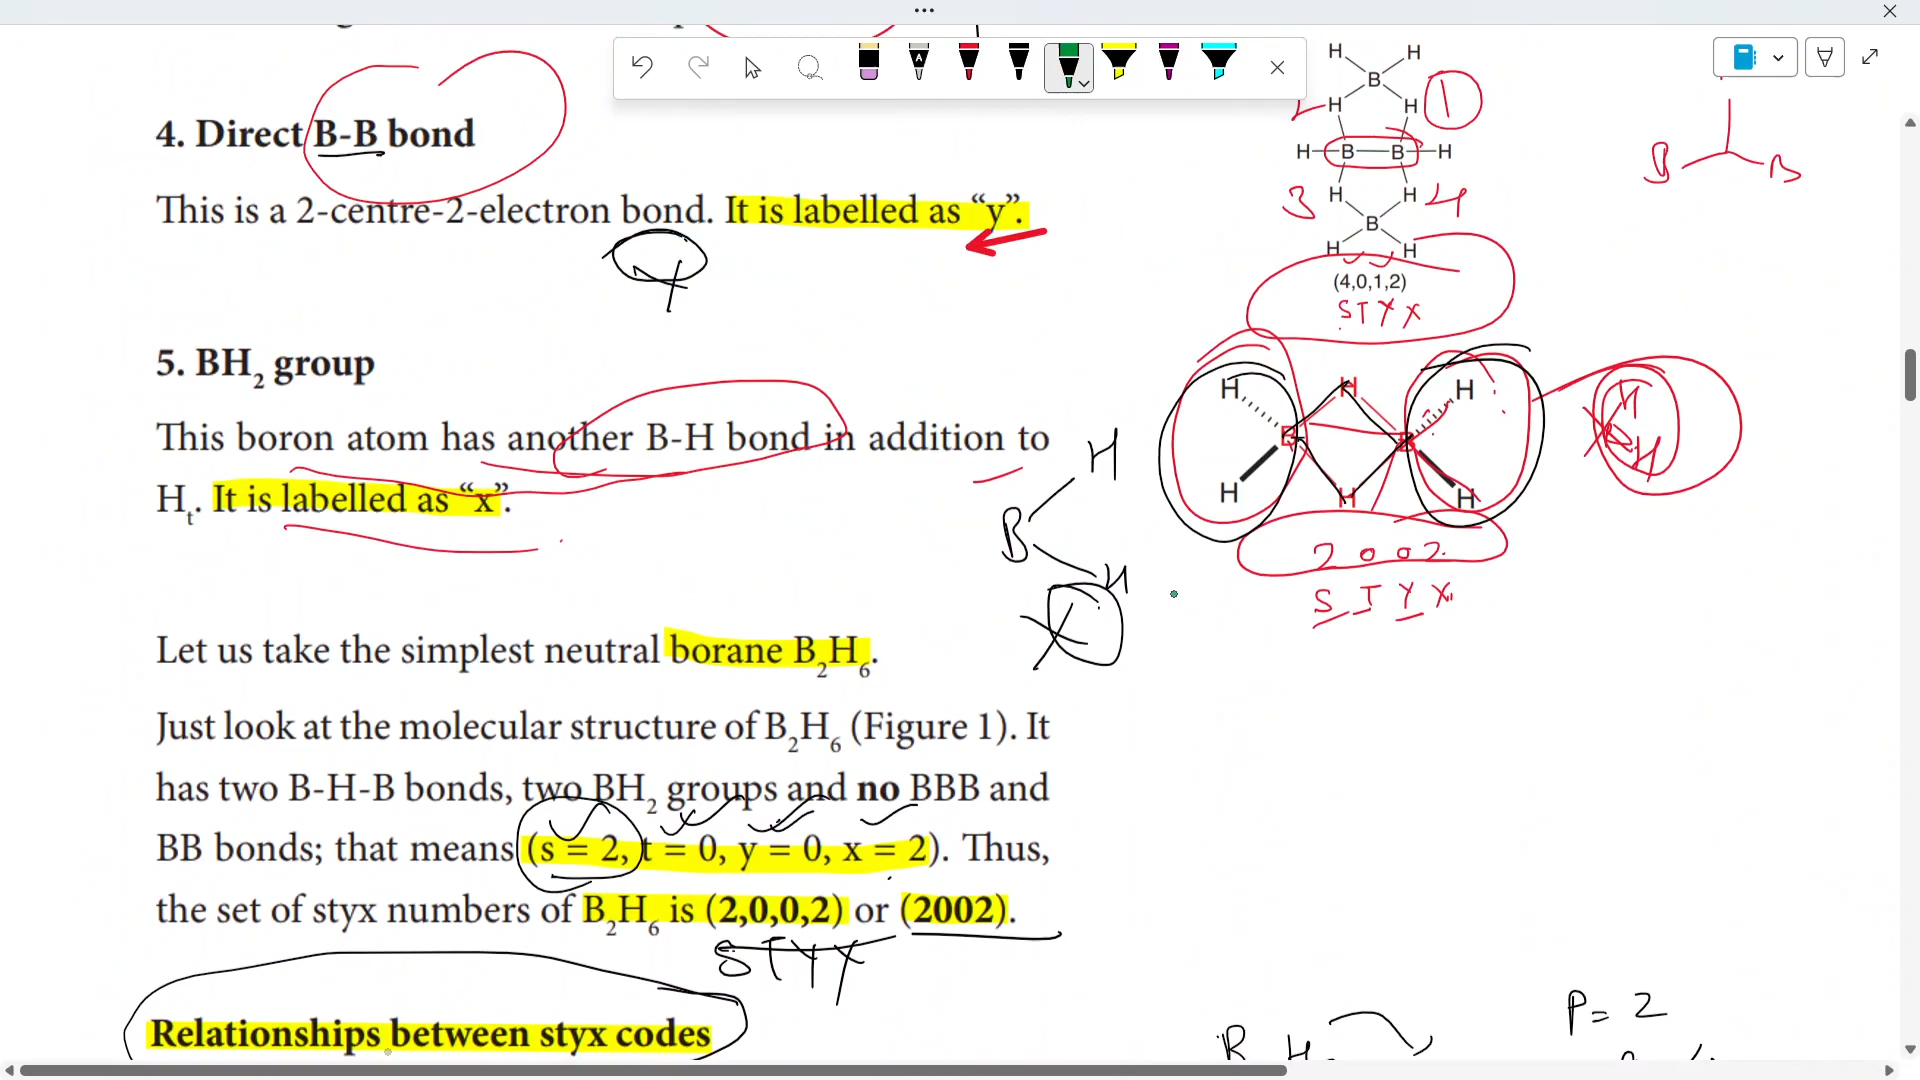 4. Direct B-B bond
This is a 2-centre-2-electron bond. It is labelled as “y”.
Y
5. BH2 group
This boron atom has another B-H bond in addition to
Ht. It is labelled as “x”.
B
H
H
X
Let us take the simplest neutral borane B2H6.
Just look at the molecular structure of B2H6 (Figure 1). It
has two B-H-B bonds, two BH2 groups and no BBB and
BB bonds; that means (s = 2, t = 0, y = 0, x = 2). Thus,
the set of styx numbers of B2H6 is (2,0,0,2) or (2002).
STYX
Relationships between styx codes
A
H H
B
H H
1
H B B H
3 H H 4
B
H H
(4,0,1,2)
STYX
B B
H H H
B B
H H H
2002
STYX
H
B
H
P= 2